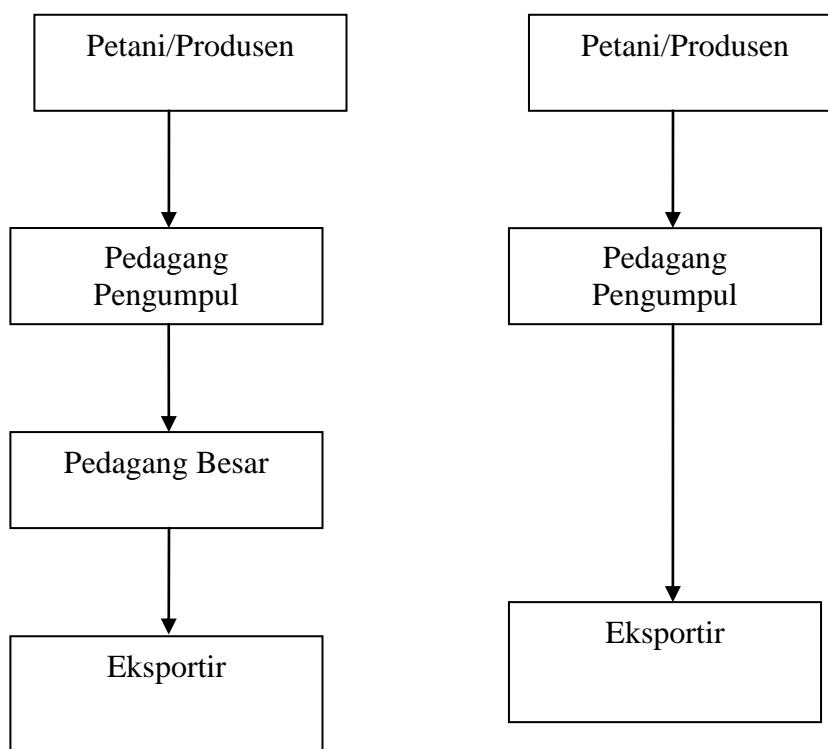 Petani/Produsen
Pedagang
Pengumpul
Pedagang Besar
Eksportir
Petani/Produsen
Pedagang
Pengumpul
Eksportir